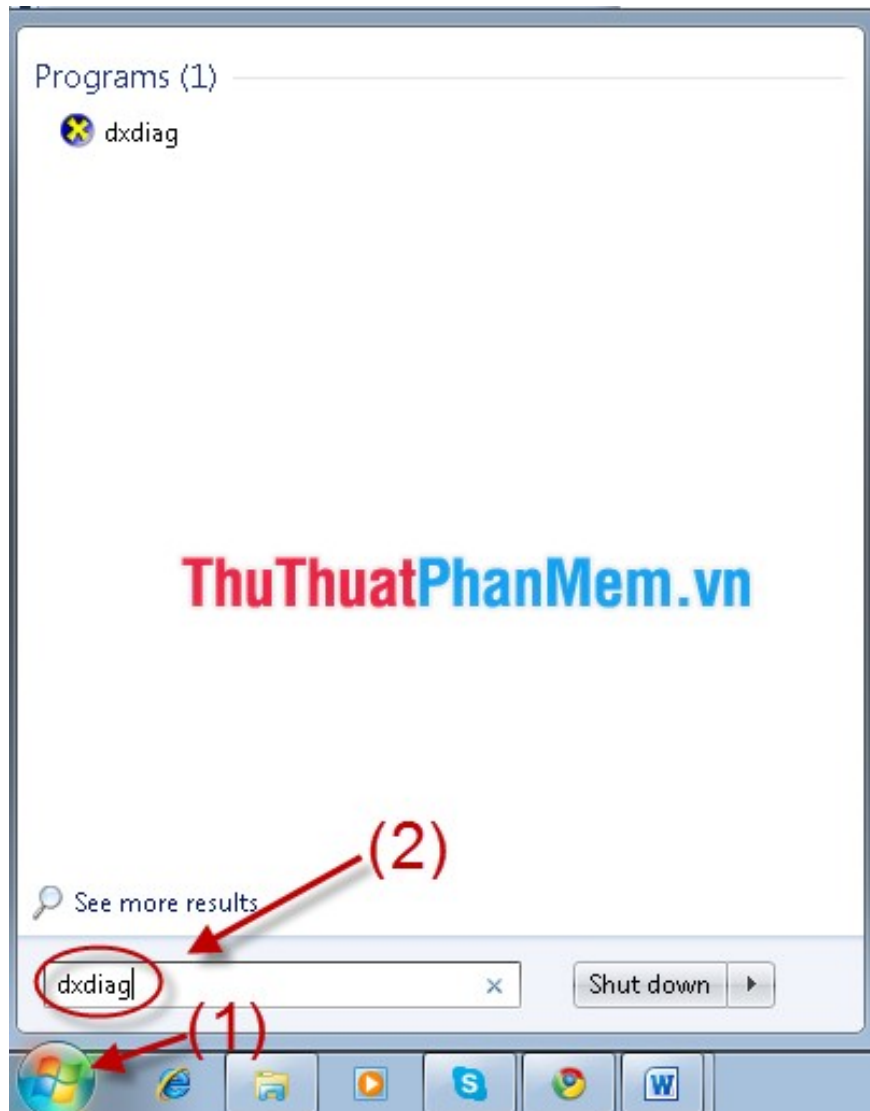 Programs (1)
dxdiag
ThuThuatPhanMem.vn
(2)
See more results
dxdiag
Shut down
(1)